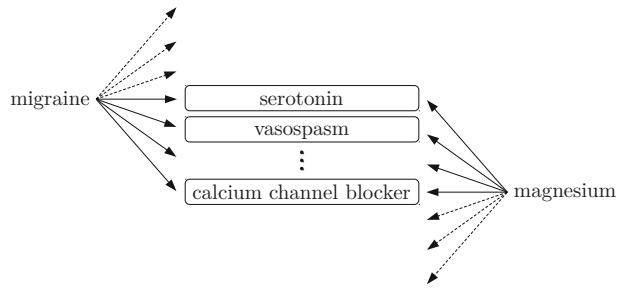 serotonin
migraine
vasospasm
calcium channel blocker
magnesium